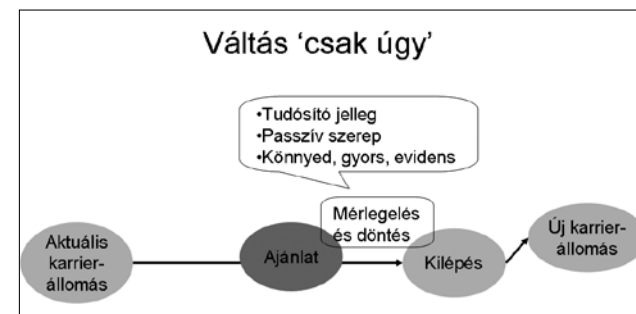 Váltás ‘csak úgy’
•Tudósító jelleg
•Passzív szerep
•Könnyed, gyors, evidens
Mérlegelés
és döntés
Aktuális
karrier-
állomás
Ajánlat
Kilépés
Új karrier-
állomás